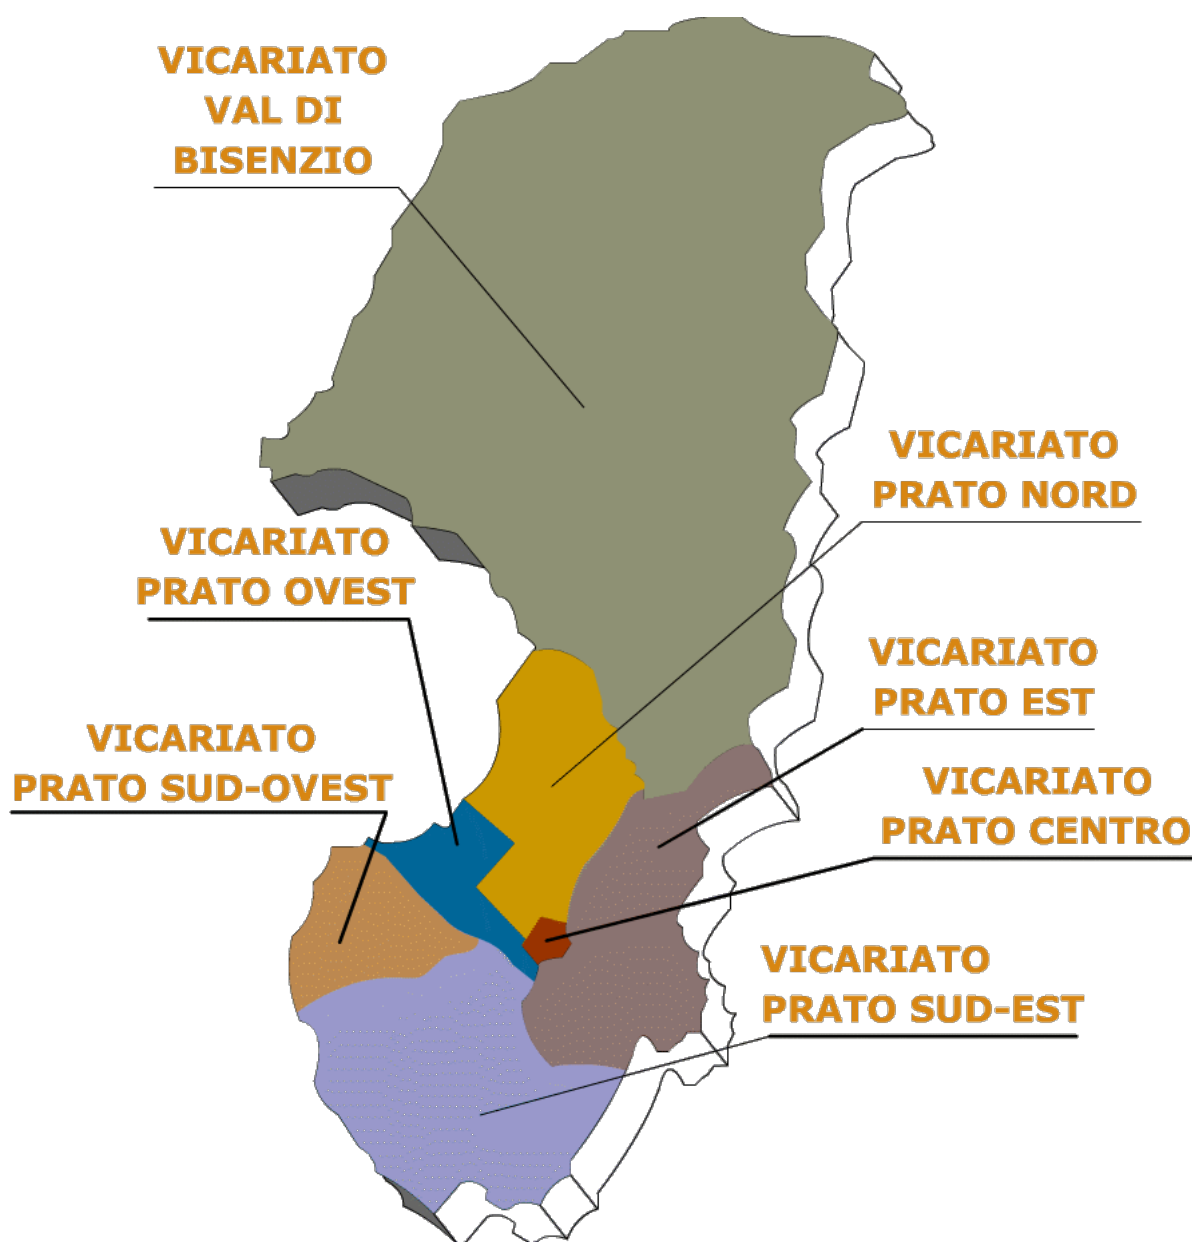 VICARIATO
VAL DI
BISENZIO
VICARIATO
PRATO NORD
VICARIATO
PRATO OVEST
VICARIATO
PRATO EST
VICARIATO
PRATO SUD-OVEST
VICARIATO
PRATO CENTRO
VICARIATO
PRATO SUD-EST